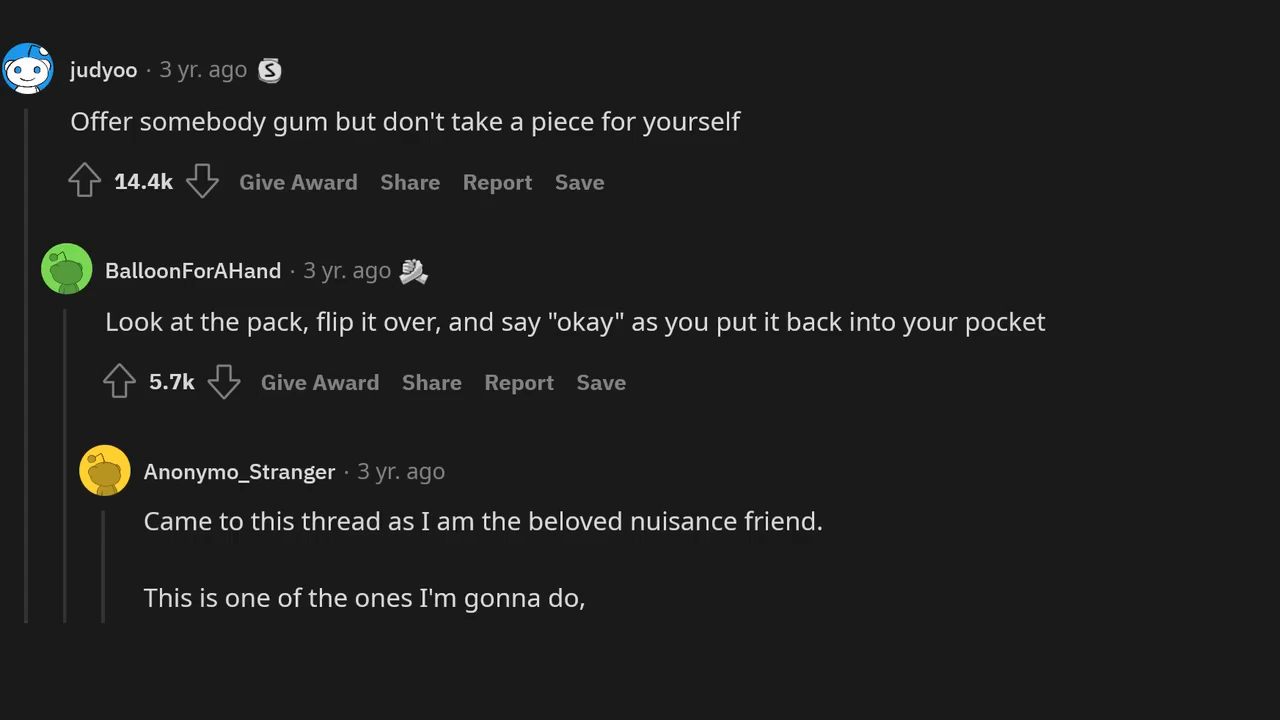 judyoo · 3 yr. ago S
Offer somebody gum but don't take a piece for yourself
14.4k Give Award Share Report Save
BalloonForAHand · 3 yr. ago
Look at the pack, flip it over, and say "okay" as you put it back into your pocket
5.7k Give Award Share Report Save
Anonymo_Stranger · 3 yr. ago
Came to this thread as I am the beloved nuisance friend.
This is one of the ones I'm gonna do,